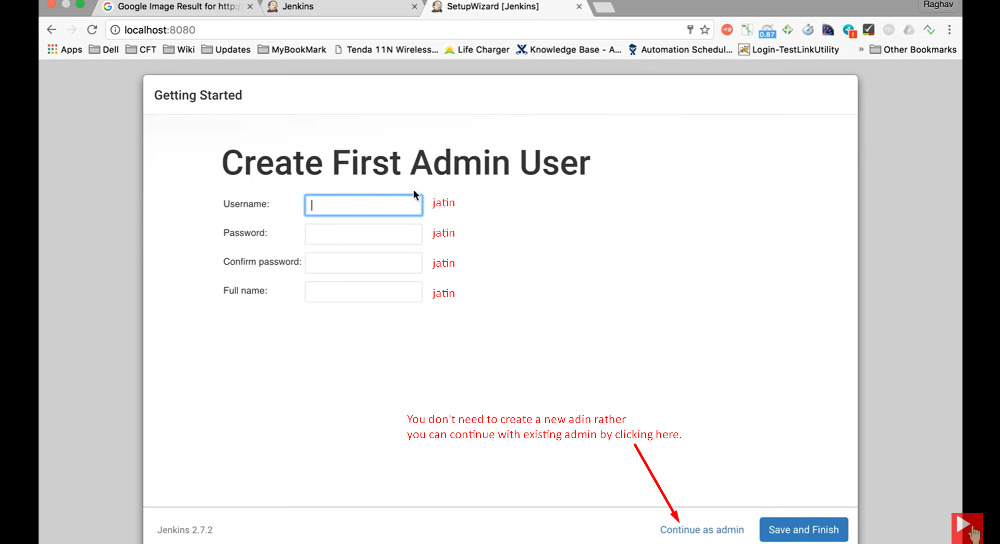 Google Image Result for http:/
Jenkins
SetupWizard [Jenkins]
Raghav
localhost:8080
0.87
Apps Dell CFT Wiki Updates MyBookMark Tenda 11N Wireless... Life Charger Knowledge Base - A... Automation Schedul... Login-TestLinkUtility » Other Bookmarks
Getting Started
Create First Admin User
Username: jatin
Password: jatin
Confirm password: jatin
Full name: jatin
You don't need to create a new adin rather
you can continue with existing admin by clicking here.
Jenkins 2.7.2 Continue as admin Save and Finish